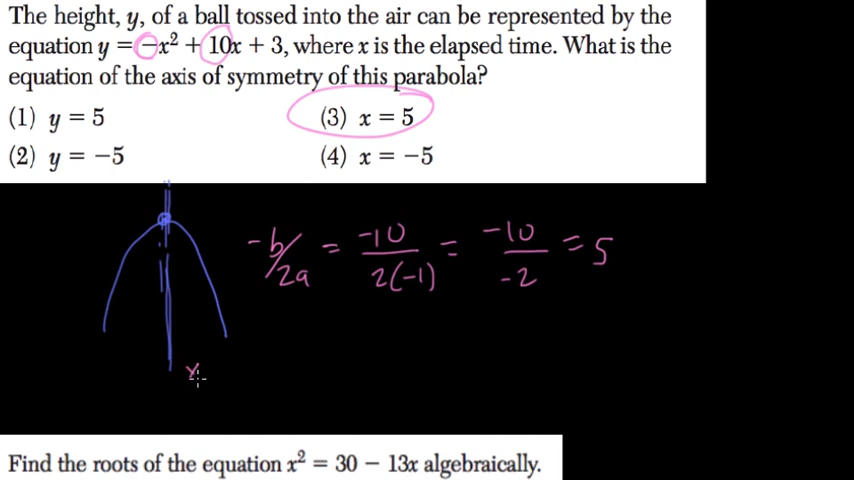 The height, y, of a ball tossed into the air can be represented by the
equation y = −x² + 10x + 3, where x is the elapsed time. What is the
equation of the axis of symmetry of this parabola?
(1) y = 5 (3) x = 5
(2) y = −5 (4) x = −5
-b/2a = -10/2(-1) = -10/-2 = 5
x
Find the roots of the equation x² = 30 − 13x algebraically.